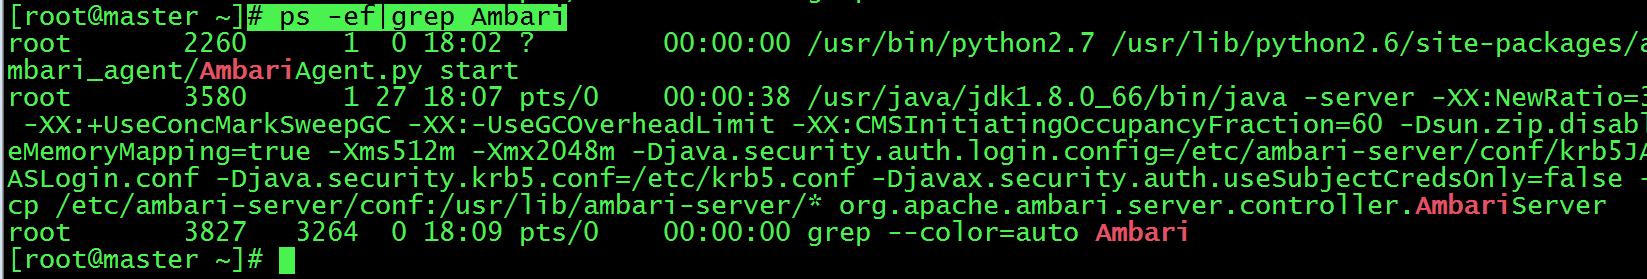 [root@master ~]# ps -ef|grep Ambari
root       2260      1  0 18:02 ?        00:00:00 /usr/bin/python2.7 /usr/lib/python2.6/site-packages/a
mbari_agent/AmbariAgent.py start
root       3580      1 27 18:07 pts/0    00:00:38 /usr/java/jdk1.8.0_66/bin/java -server -XX:NewRatio=3
 -XX:+UseConcMarkSweepGC -XX:-UseGCOverheadLimit -XX:CMSInitiatingOccupancyFraction=60 -Dsun.zip.disabl
eMemoryMapping=true -Xms512m -Xmx2048m -Djava.security.auth.login.config=/etc/ambari-server/conf/krb5JA
ASLogin.conf -Djava.security.krb5.conf=/etc/krb5.conf -Djavax.security.auth.useSubjectCredsOnly=false -
cp /etc/ambari-server/conf:/usr/lib/ambari-server/* org.apache.ambari.server.controller.AmbariServer
root       3827   3264  0 18:09 pts/0    00:00:00 grep --color=auto Ambari
[root@master ~]#